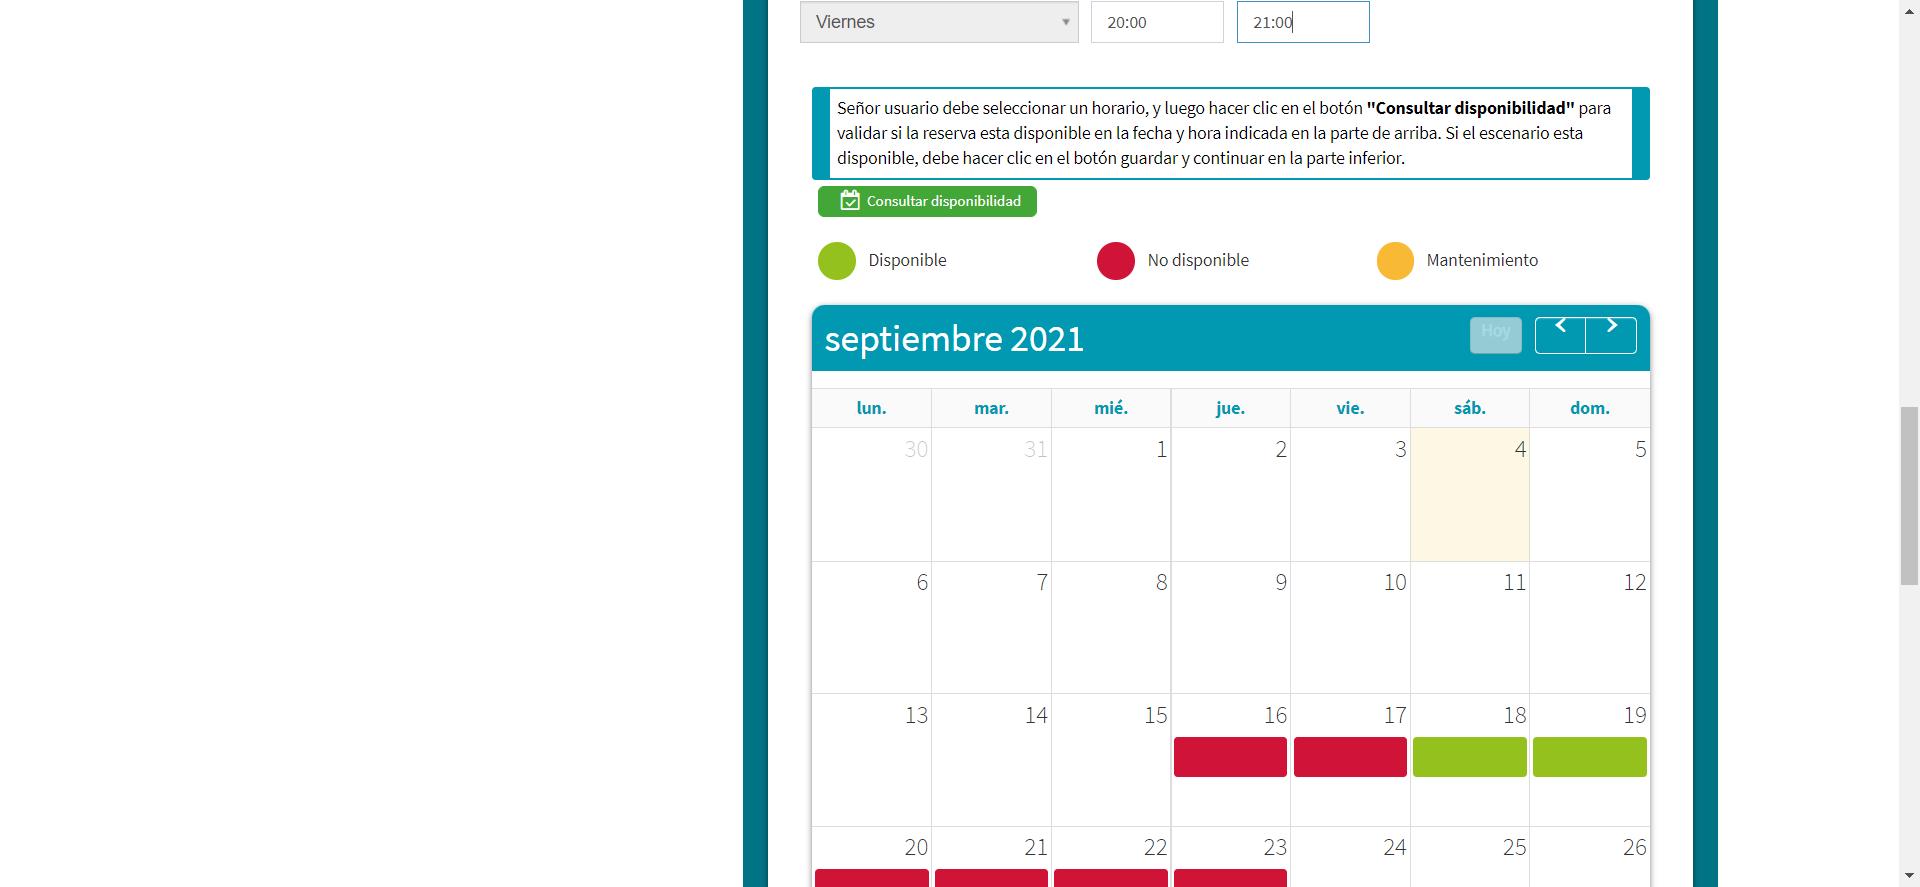 Viernes 20:00 21:00
Señor usuario debe seleccionar un horario, y luego hacer clic en el botón "Consultar disponibilidad" para
validar si la reserva esta disponible en la fecha y hora indicada en la parte de arriba. Si el escenario esta
disponible, debe hacer clic en el botón guardar y continuar en la parte inferior.
Consultar disponibilidad
Disponible No disponible Mantenimiento
septiembre 2021 Hoy
lun. mar. mié. jue. vie. sáb. dom.
30 31 1 2 3 4 5
6 7 8 9 10 11 12
13 14 15 16 17 18 19
20 21 22 23 24 25 26